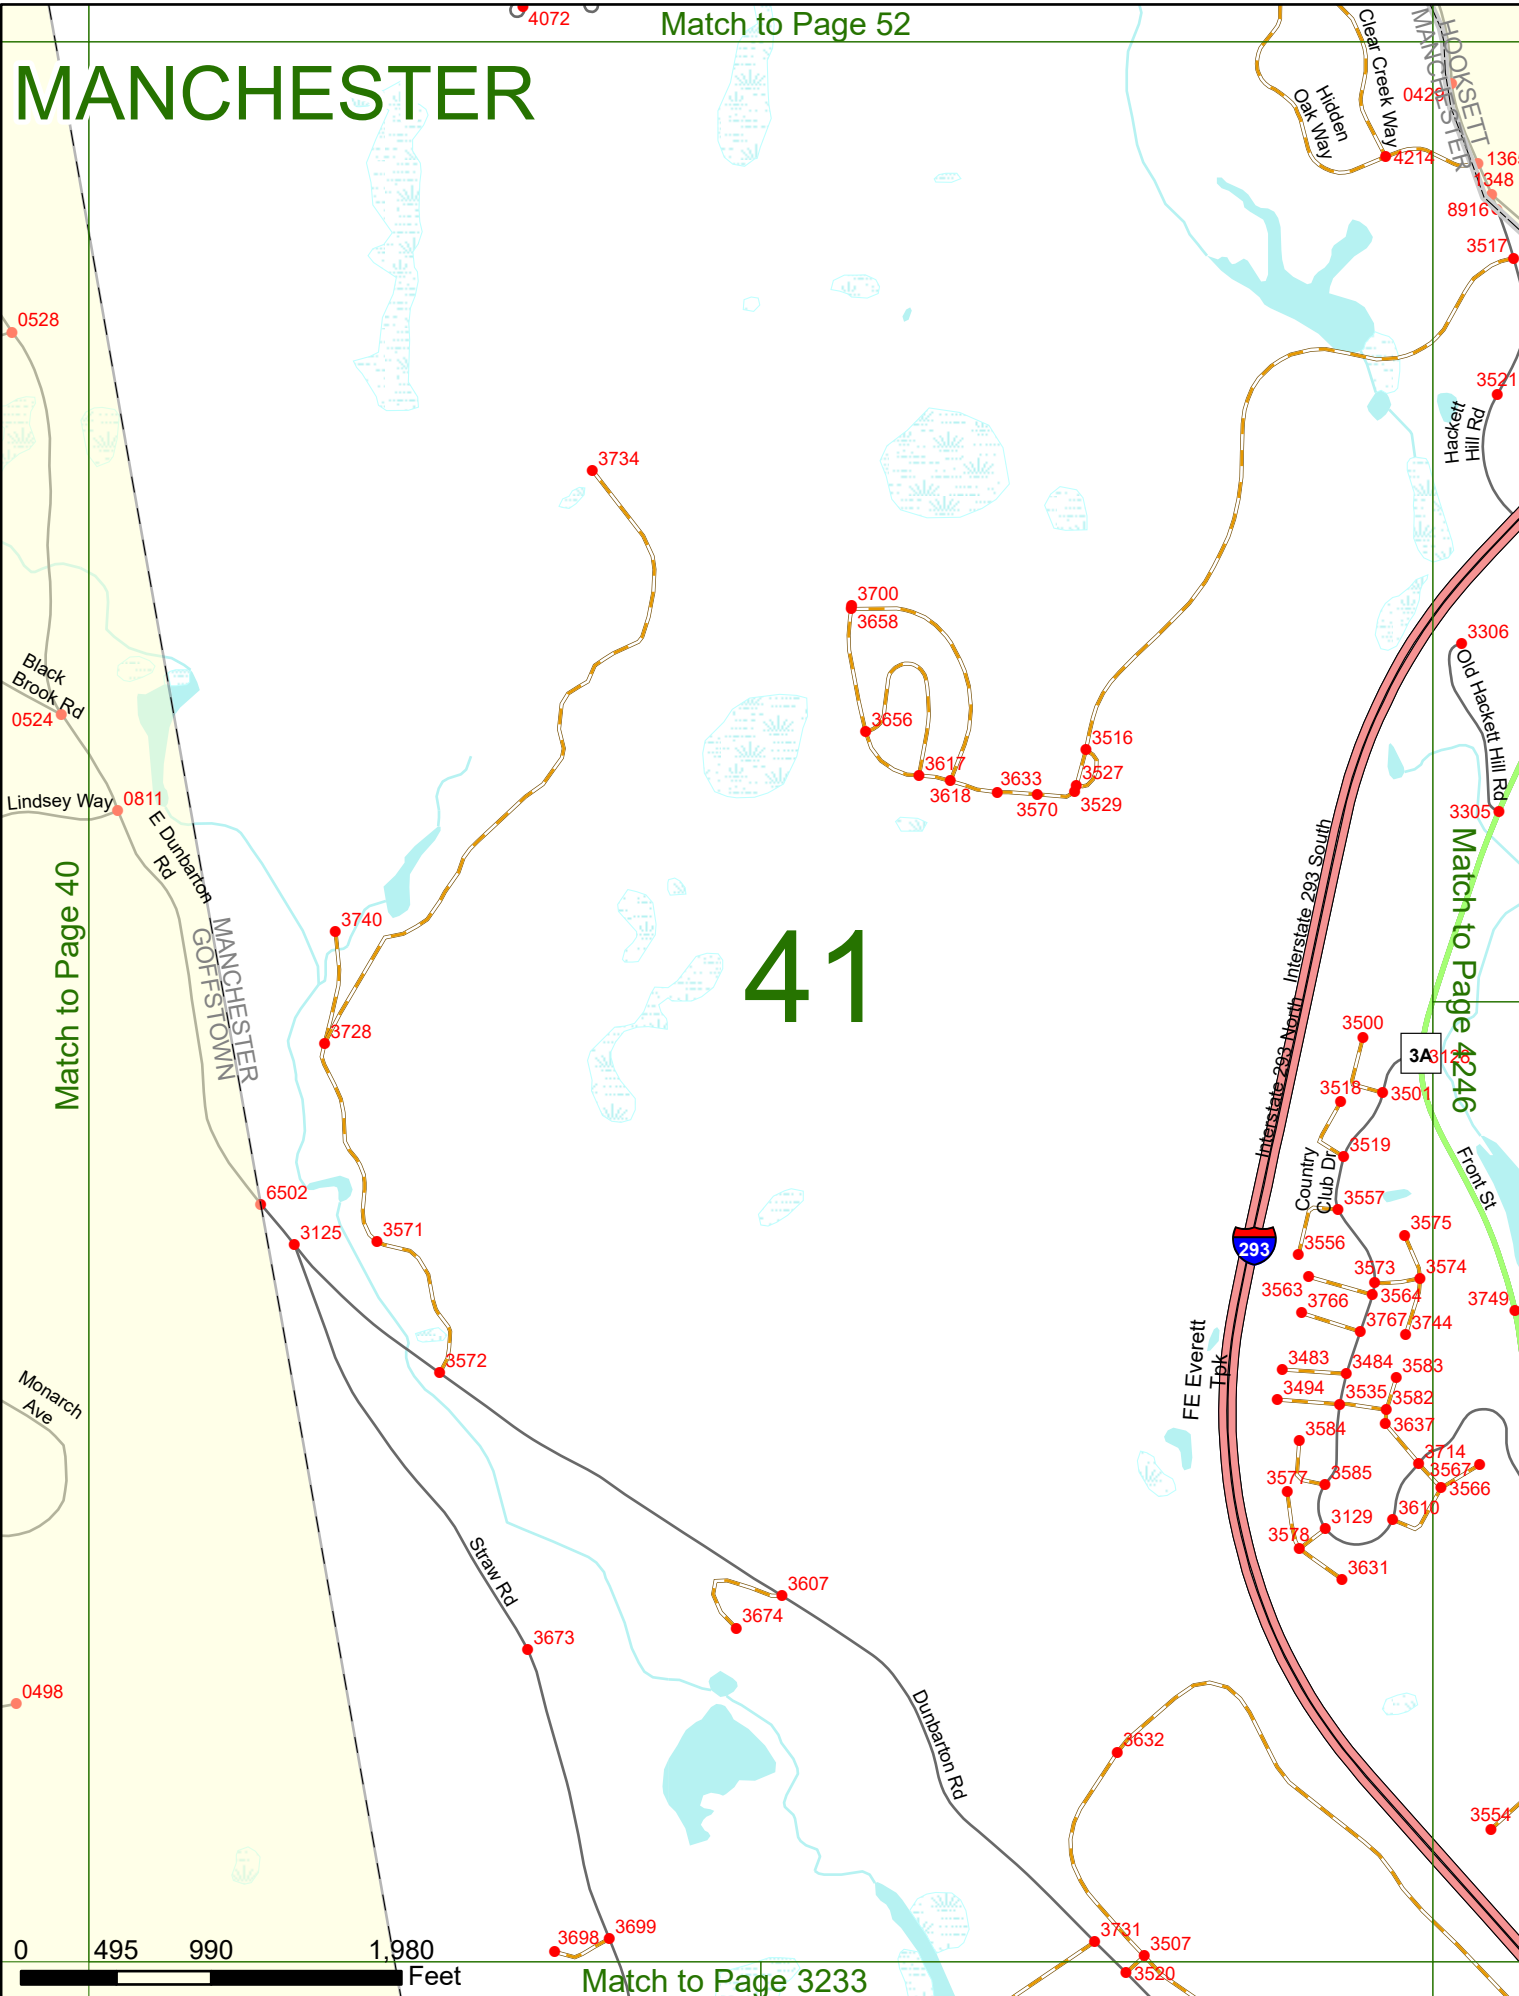 4072
Match to Page 52
MANCHESTER
Clear Creek Way
Hidden
Oak Way
HOOKSETT
MANCHESTER
0429
4214
1348
8916
3517
0528
3521
Hackett
Hill Rd
3734
3700
3658
3306
Old Hackett Hill Rd
Black
Brook Rd
0524
3656
3516
3617
3618
3633
3570
3527
3529
Lindsey Way
0811
3305
E Dunbarton
Rd
Match to Page 40
MANCHESTER
GOFFSTOWN
3740
41
Interstate 293 South
Interstate 293 North
Match to Page 4246
3728
3500
3A
3518
3501
3519
Country
Club Dr
Front St
6502
3557
3125
3571
3556
3575
293
3573
3574
3563
3564
3766
3767
3744
3749
FE Everett
Tpk
3572
3483
3484
3583
3494
3535
3582
3637
Monarch
Ave
3584
3714
3567
3577
3585
3566
3129
3610
3578
3631
Straw Rd
3607
3674
3673
0498
Dunbarton Rd
3632
3554
3698
3699
3731
3507
3520
0 495 990 1,980
Feet
Match to Page 3233